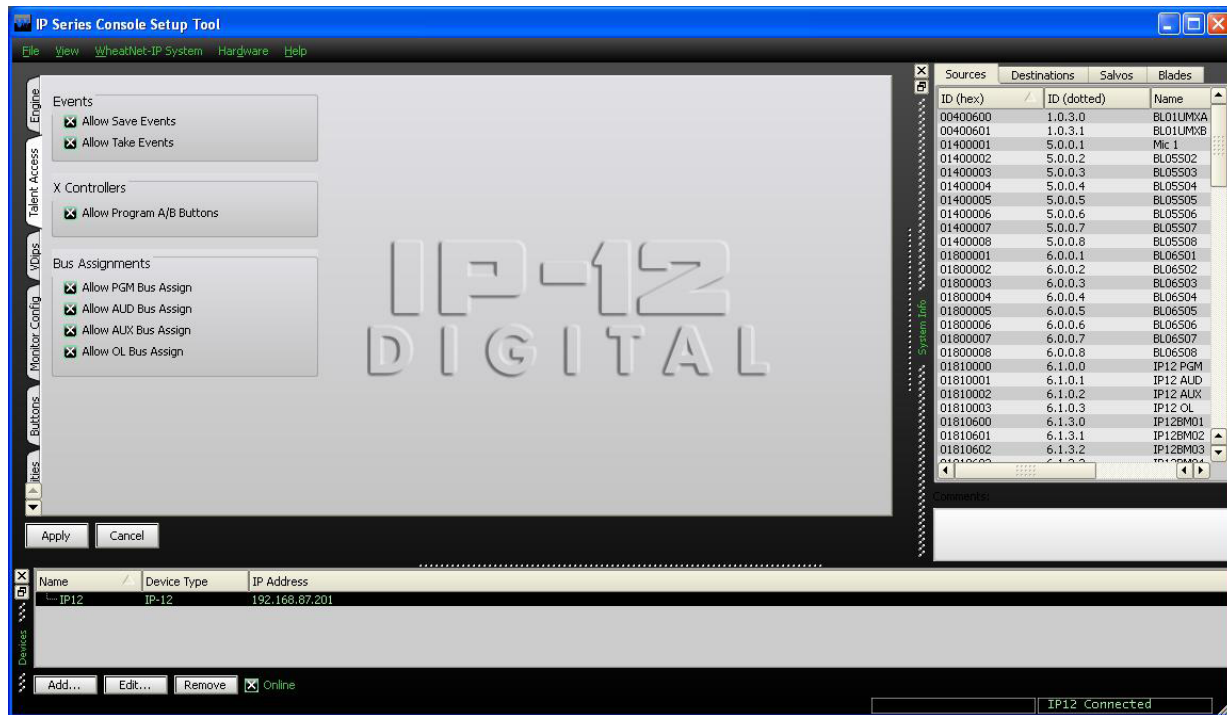 IP Series Console Setup Tool
File View WheatNet-IP System Hardware Help
Engine
Talent Access
VDips
Monitor Config
Buttons
Events
Allow Save Events
Allow Take Events
X Controllers
Allow Program A/B Buttons
Bus Assignments
Allow PGM Bus Assign
Allow AUD Bus Assign
Allow AUX Bus Assign
Allow OL Bus Assign
IP-12
DIGITAL
Apply Cancel
System Info
Sources Destinations Salvos Blades
ID (hex) ID (dotted) Name
00400600 1.0.3.0 BL01UMXA
00400601 1.0.3.1 BL01UMXB
01400001 5.0.0.1 Mic 1
01400002 5.0.0.2 BL05S02
01400003 5.0.0.3 BL05S03
01400004 5.0.0.4 BL05S04
01400005 5.0.0.5 BL05S05
01400006 5.0.0.6 BL05S06
01400007 5.0.0.7 BL05S07
01400008 5.0.0.8 BL05S08
01800001 6.0.0.1 BL06S01
01800002 6.0.0.2 BL06S02
01800003 6.0.0.3 BL06S03
01800004 6.0.0.4 BL06S04
01800005 6.0.0.5 BL06S05
01800006 6.0.0.6 BL06S06
01800007 6.0.0.7 BL06S07
01800008 6.0.0.8 BL06S08
01810000 6.1.0.0 IP12 PGM
01810001 6.1.0.1 IP12 AUD
01810002 6.1.0.2 IP12 AUX
01810003 6.1.0.3 IP12 OL
01810600 6.1.3.0 IP12BM01
01810601 6.1.3.1 IP12BM02
01810602 6.1.3.2 IP12BM03
Comments:
Devices
Name Device Type IP Address
IP12 IP-12 192.168.87.201
Add... Edit... Remove Online
IP12 Connected